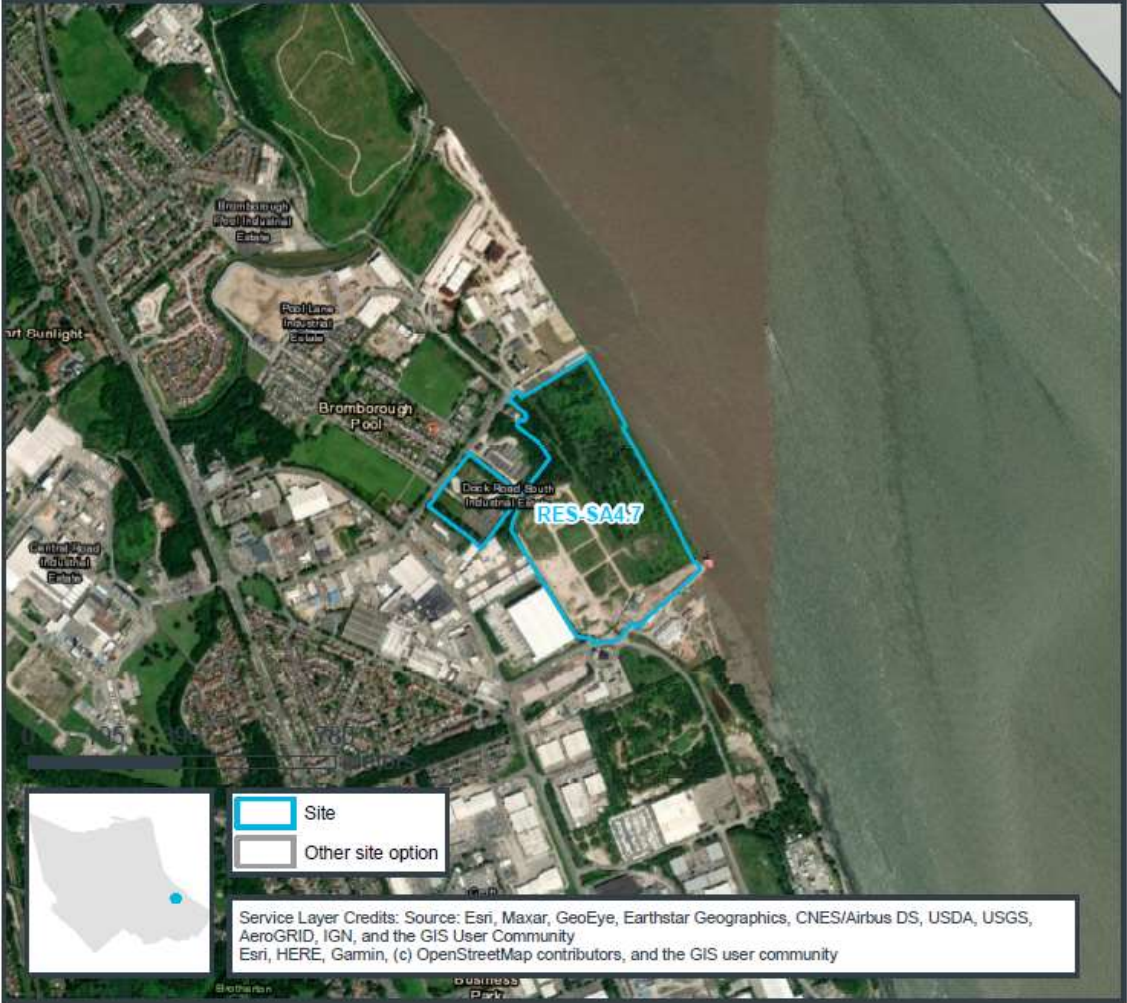 Bromborough
Pool Industrial
Estate
Pool Lane
Industrial
Estate
Sunlight
Bromborough
Pool
Dock Road South
Industrial
RES-SA4.7
Central Road
Industrial
Estate
0
Site
Other site option
Service Layer Credits: Source: Esri, Maxar, GeoEye, Earthstar Geographics, CNES/Airbus DS, USDA, USGS,
AeroGRID, IGN, and the GIS User Community
Esri, HERE, Garmin, (c) OpenStreetMap contributors, and the GIS user community
Business
Park
Brotherton